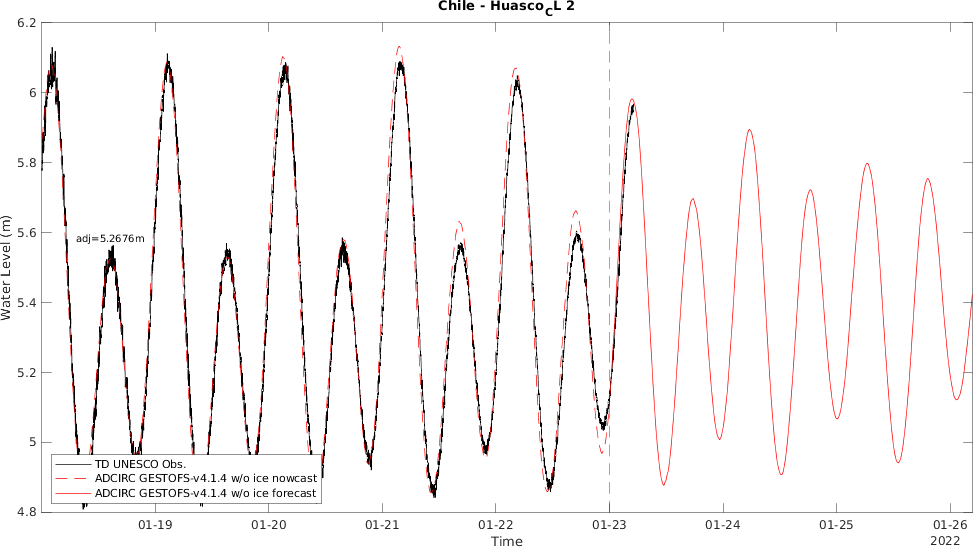 Chile - Huasco_CL 2
6.2
6
5.8
5.6
5.4
5.2
5
4.8
Water Level (m)
adj=5.2676m
TD UNESCO Obs.
ADCIRC GESTOFS-v4.1.4 w/o ice nowcast
ADCIRC GESTOFS-v4.1.4 w/o ice forecast
01-19
01-20
01-21
01-22
01-23
01-24
01-25
01-26
Time
2022